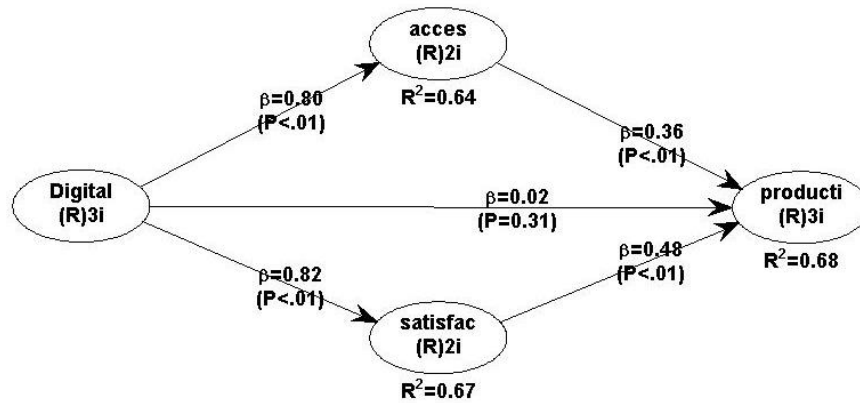 acces
(R)2i
R²=0.64
β=0.80
(P<.01)
β=0.36
(P<.01)
Digital
(R)3i
β=0.02
(P=0.31)
producti
(R)3i
R²=0.68
β=0.82
(P<.01)
β=0.48
(P<.01)
satisfac
(R)2i
R²=0.67